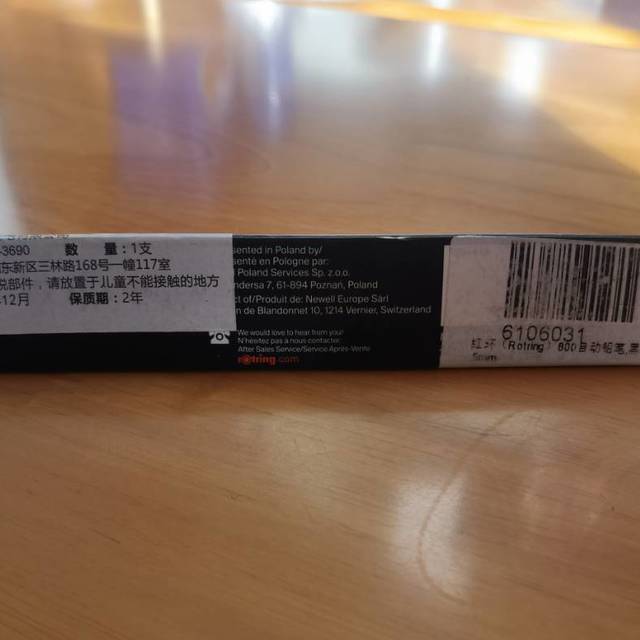 -3690 数 量：1支
东新区三林路168号一幢117室
部件，请放置于儿童不能接触的地方
12月 保质期：2年
sented in Poland by/
senté en Pologne par:
Poland Services Sp. z.o.o.
ndersa 7, 61-894 Poznań, Poland
ct of/Produit de: Newell Europe Sàrl
n de Blandonnet 10, 1214 Vernier, Switzerland
We would love to hear from you!
N'hésitez pas à nous contacter:
After Sales Service/Service Après-Vente
rotring.com
6106031
红环（Rotring）600自动铅笔,黑
5mm